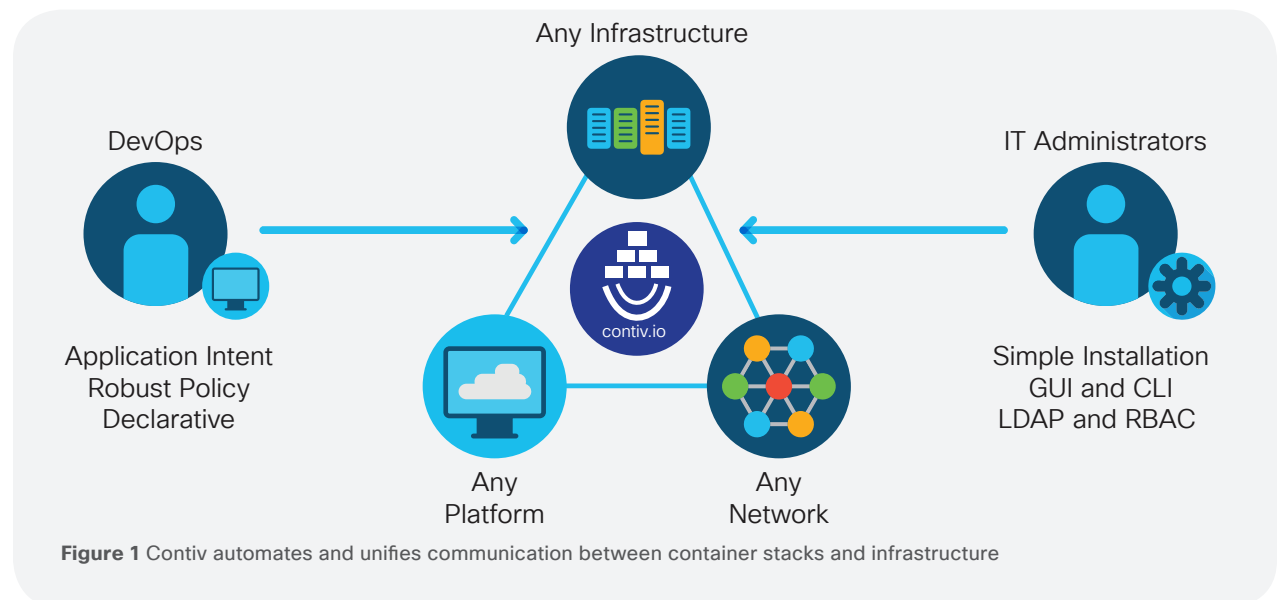 Any Infrastructure
DevOps
IT Administrators
contiv.io
Application Intent
Robust Policy
Declarative
Simple Installation
GUI and CLI
LDAP and RBAC
Any
Platform
Any
Network
Figure 1 Contiv automates and unifies communication between container stacks and infrastructure